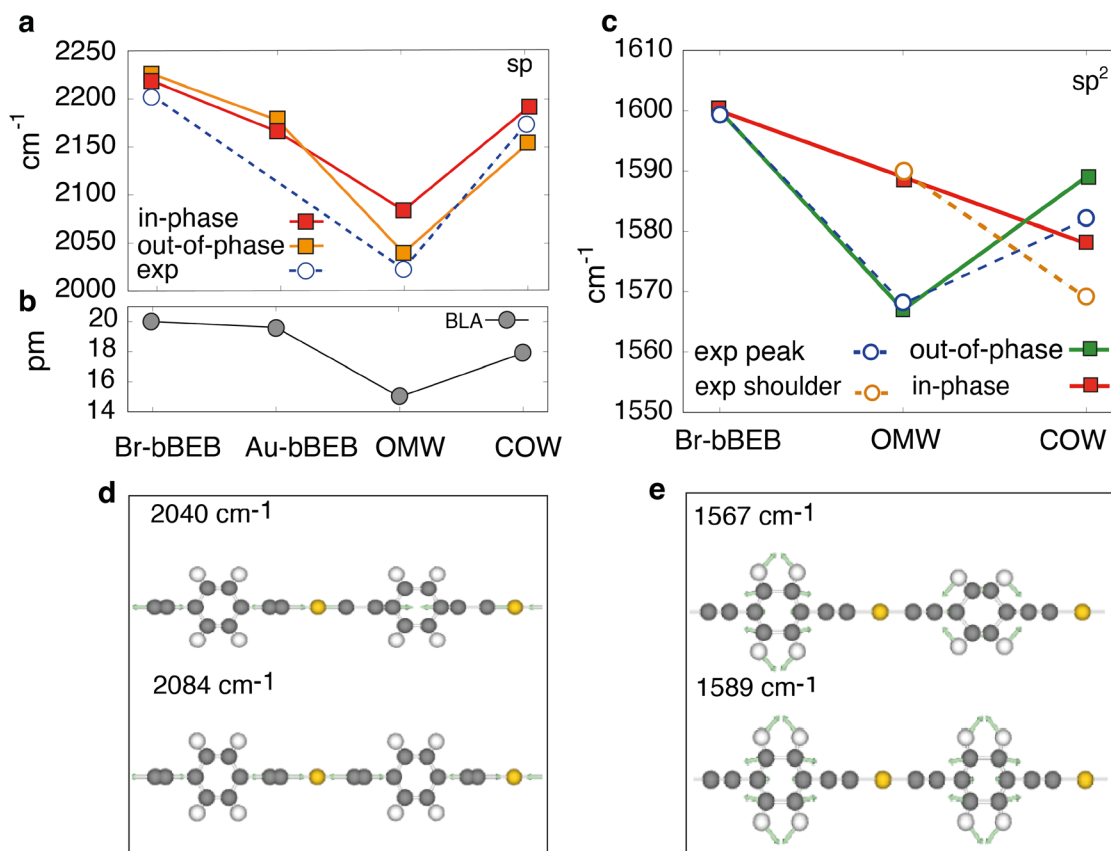 a
2250
2200
2150
2100
2050
2000
cm-1
sp
in-phase
out-of-phase
exp
b
20
18
16
14
pm
BLA
Br-bBEB
Au-bBEB
OMW
COW
c
1610
1600
1590
1580
1570
1560
1550
cm-1
sp2
exp peak
out-of-phase
exp shoulder
in-phase
Br-bBEB
OMW
COW
d
2040 cm-1
2084 cm-1
e
1567 cm-1
1589 cm-1